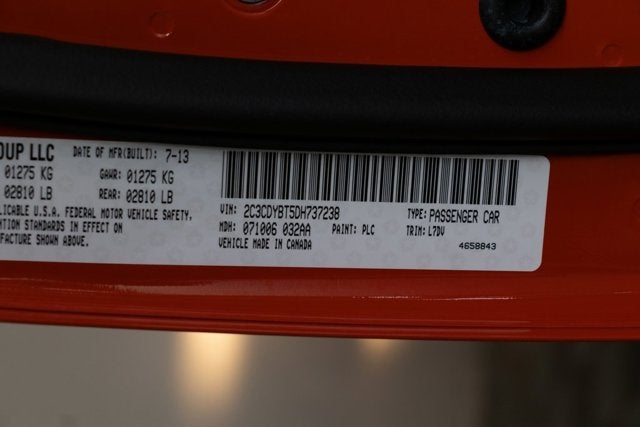 OUP LLC DATE OF MFR(BUILT): 7-13
01275 KG GAWR: 01275 KG
02810 LB REAR: 02810 LB
LICABLE U.S.A. FEDERAL MOTOR VEHICLE SAFETY,
NTION STANDARDS IN EFFECT ON
FACTURE SHOWN ABOVE.
VIN: 2C3CDYBT5DH737238 TYPE: PASSENGER CAR
MDH: 071006 032AA PAINT: PLC TRIM: L7DV
VEHICLE MADE IN CANADA 4658843